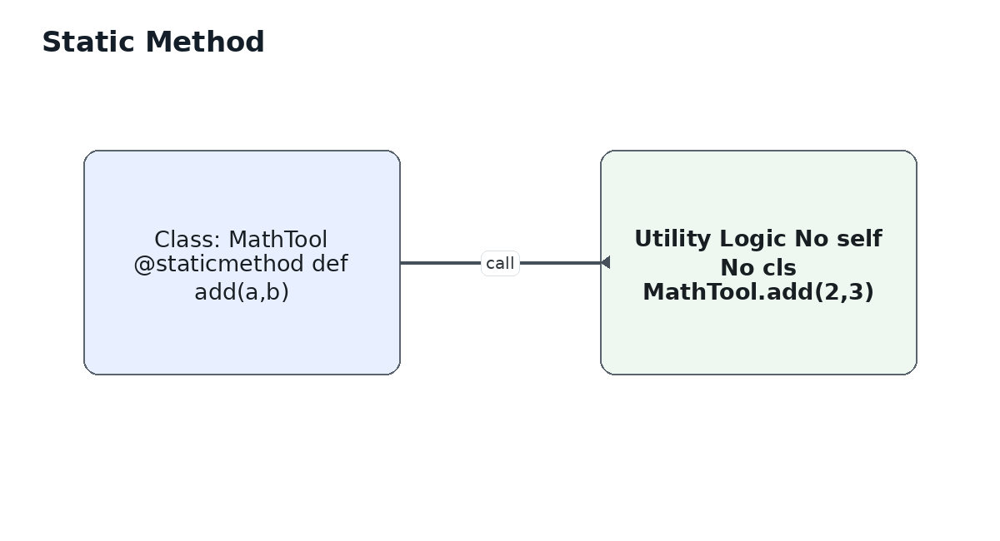 Static Method
Class: MathTool
@staticmethod def
add(a,b)
call
Utility Logic No self
No cls
MathTool.add(2,3)